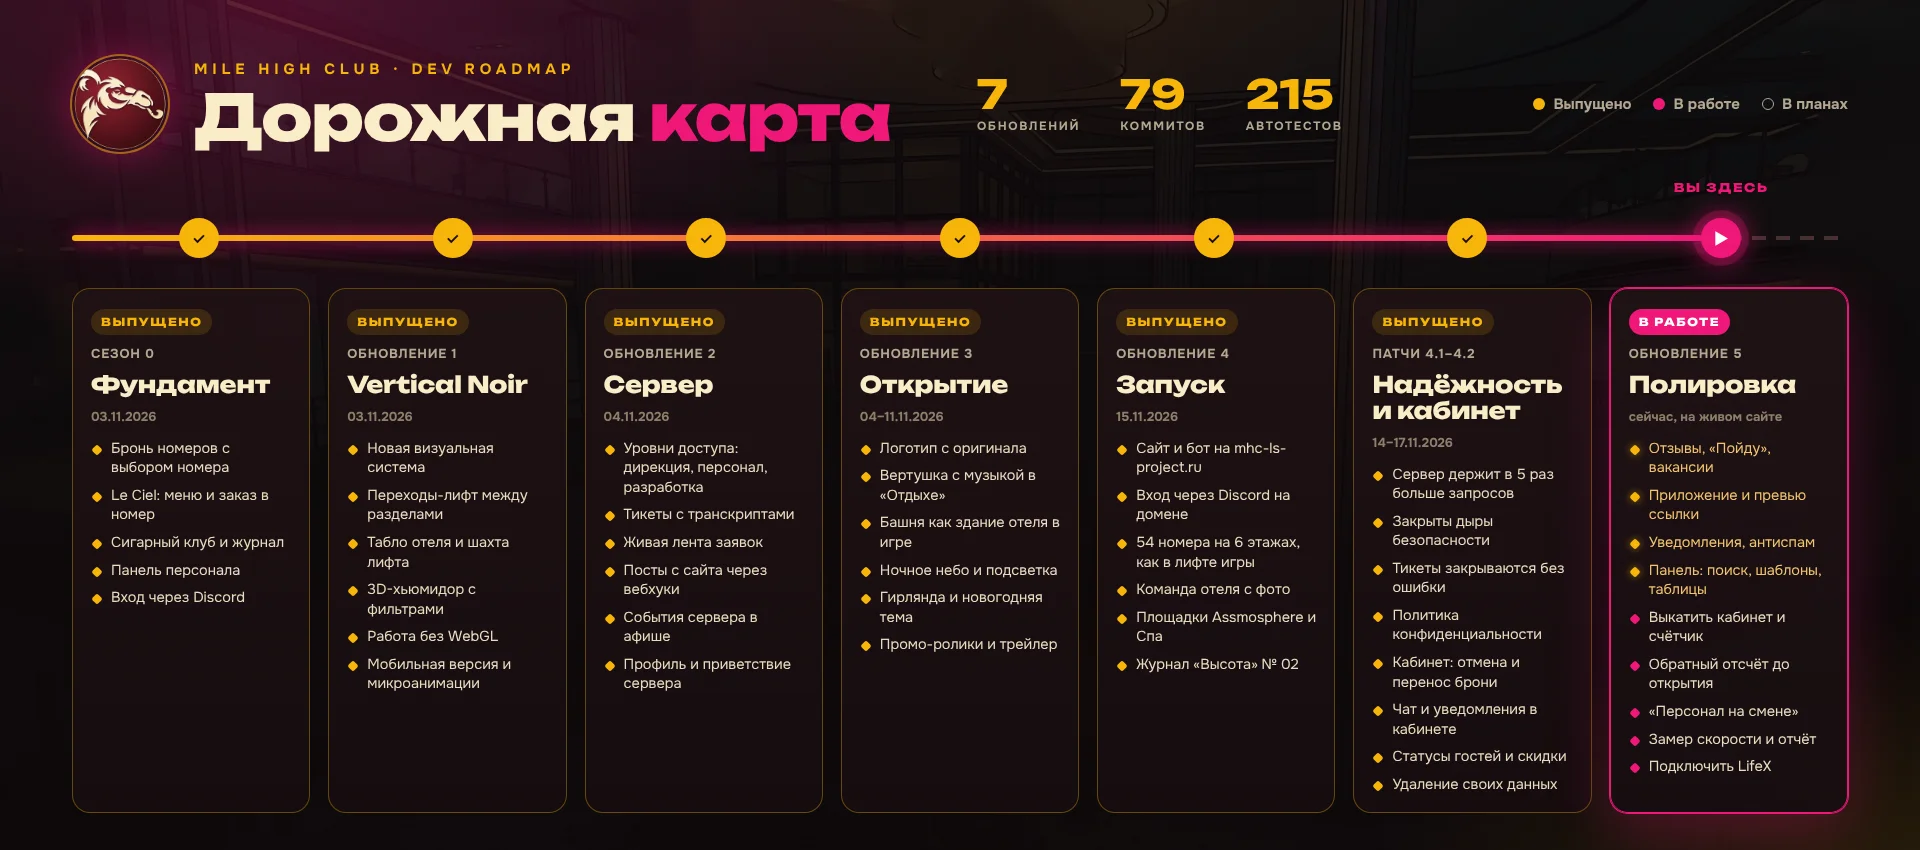 MILE HIGH CLUB · DEV ROADMAP
Дорожная карта
7
ОБНОВЛЕНИЙ
79
КОММИТОВ
215
АВТОТЕСТОВ
Выпущено
В работе
В планах
ВЫ ЗДЕСЬ
ВЫПУЩЕНО
СЕЗОН 0
Фундамент
03.11.2026
Бронь номеров с
выбором номера
Le Ciel: меню и заказ в
номер
Сигарный клуб и журнал
Панель персонала
Вход через Discord
ВЫПУЩЕНО
ОБНОВЛЕНИЕ 1
Vertical Noir
03.11.2026
Новая визуальная
система
Переходы-лифт между
разделами
Табло отеля и шахта
лифта
3D-хьюмидор с
фильтрами
Работа без WebGL
Мобильная версия и
микроанимации
ВЫПУЩЕНО
ОБНОВЛЕНИЕ 2
Сервер
04.11.2026
Уровни доступа:
дирекция, персонал,
разработка
Тикеты с транскриптами
Живая лента заявок
Посты с сайта через
вебхуки
События сервера в
афише
Профиль и приветствие
сервера
ВЫПУЩЕНО
ОБНОВЛЕНИЕ 3
Открытие
04–11.11.2026
Логотип с оригинала
Вертушка с музыкой в
«Отдыхе»
Башня как здание отеля в
игре
Ночное небо и подсветка
Гирлянда и новогодняя
тема
Промо-ролики и трейлер
ВЫПУЩЕНО
ОБНОВЛЕНИЕ 4
Запуск
15.11.2026
Сайт и бот на mhc-ls-
project.ru
Вход через Discord на
домене
54 номера на 6 этажах,
как в лифте игры
Команда отеля с фото
Площадки Assmosphere и
Спа
Журнал «Высота» № 02
ВЫПУЩЕНО
ПАТЧИ 4.1–4.2
Надёжность
и кабинет
14–17.11.2026
Сервер держит в 5 раз
больше запросов
Закрыты дыры
безопасности
Тикеты закрываются без
ошибки
Политика
конфиденциальности
Кабинет: отмена и
перенос брони
Чат и уведомления в
кабинете
Статусы гостей и скидки
Удаление своих данных
В РАБОТЕ
ОБНОВЛЕНИЕ 5
Полировка
сейчас, на живом сайте
Отзывы, «Пойду»,
вакансии
Приложение и превью
ссылки
Уведомления, антиспам
Панель: поиск, шаблоны,
таблицы
Выкатить кабинет и
счётчик
Обратный отсчёт до
открытия
«Персонал на смене»
Замер скорости и отчёт
Подключить LifeX